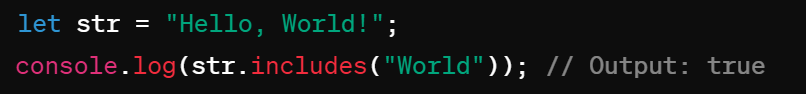 let str = "Hello, World!";
console.log(str.includes("World")); // Output: true